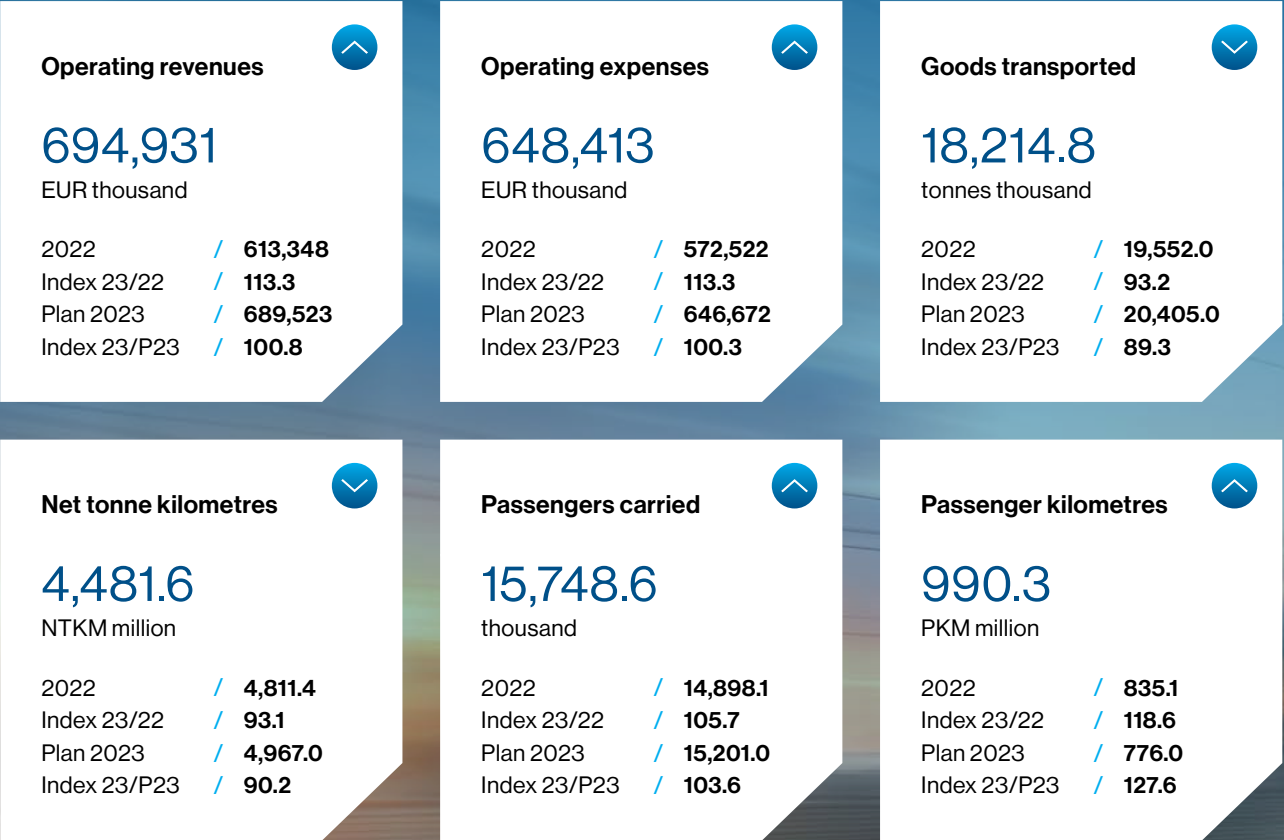 Operating revenues
694,931
EUR thousand
2022 / 613,348
Index 23/22 / 113.3
Plan 2023 / 689,523
Index 23/P23 / 100.8
Operating expenses
648,413
EUR thousand
2022 / 572,522
Index 23/22 / 113.3
Plan 2023 / 646,672
Index 23/P23 / 100.3
Goods transported
18,214.8
tonnes thousand
2022 / 19,552.0
Index 23/22 / 93.2
Plan 2023 / 20,405.0
Index 23/P23 / 89.3
Net tonne kilometres
4,481.6
NTKM million
2022 / 4,811.4
Index 23/22 / 93.1
Plan 2023 / 4,967.0
Index 23/P23 / 90.2
Passengers carried
15,748.6
thousand
2022 / 14,898.1
Index 23/22 / 105.7
Plan 2023 / 15,201.0
Index 23/P23 / 103.6
Passenger kilometres
990.3
PKM million
2022 / 835.1
Index 23/22 / 118.6
Plan 2023 / 776.0
Index 23/P23 / 127.6